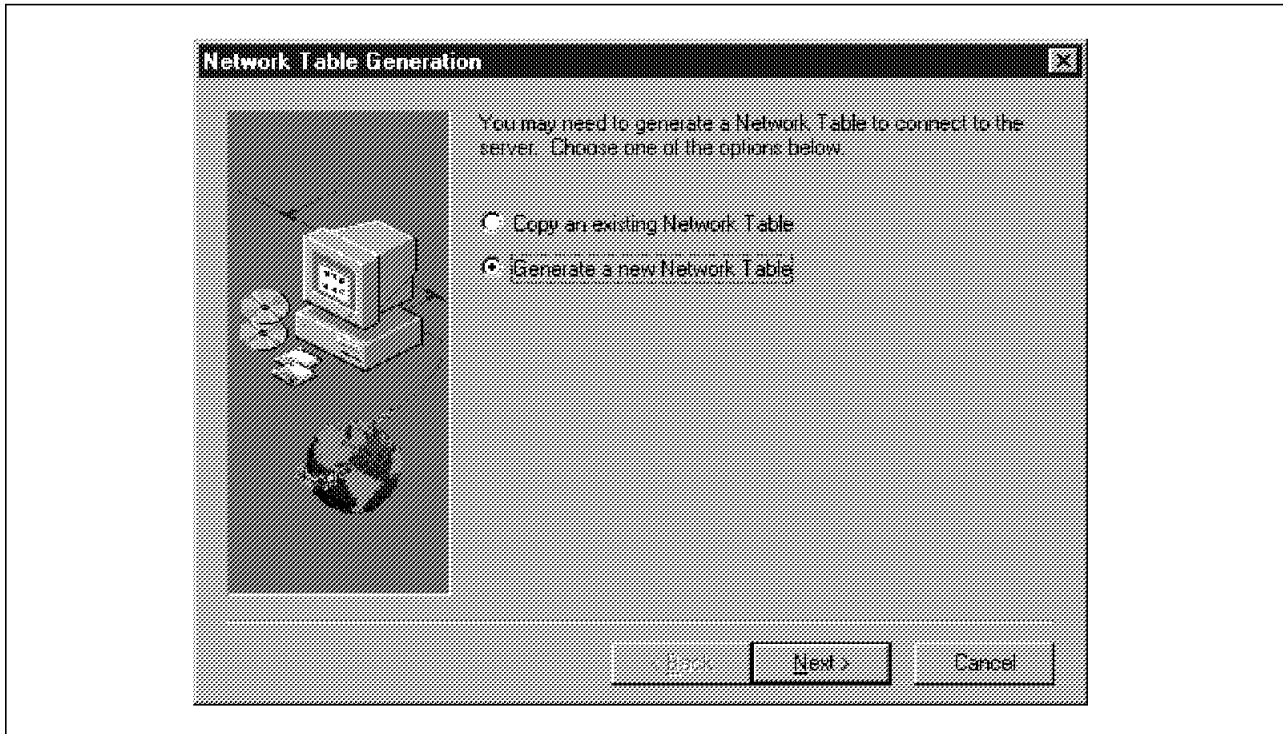 Network Table Generation
You may need to generate a Network Table to connect to the
server. Choose one of the options below.
Copy an existing Network Table
Generate a new Network Table
< Back
Next >
Cancel